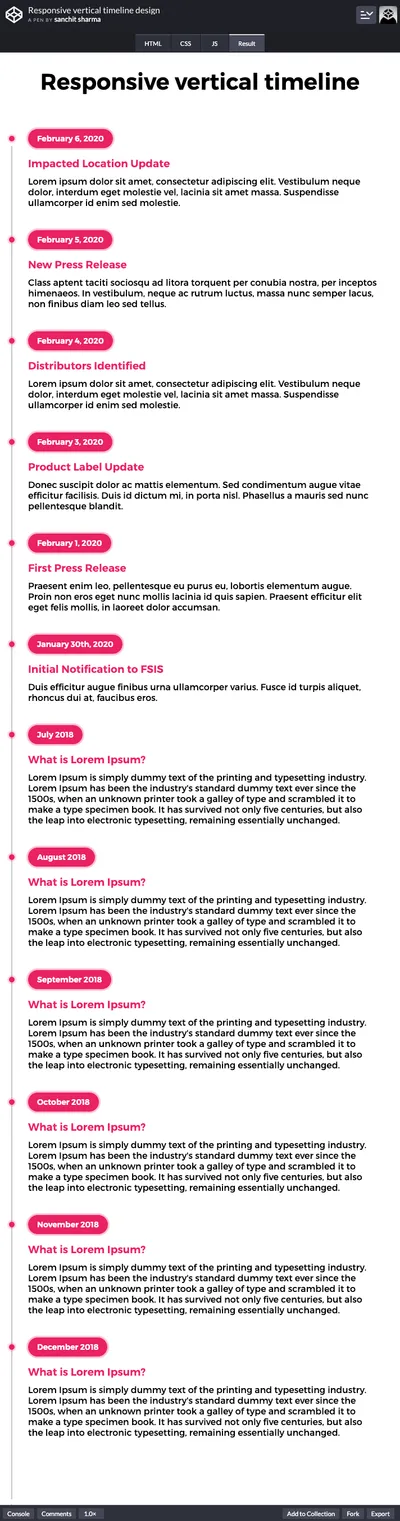 Responsive vertical timeline design
A PEN BY sanchit sharma
HTML CSS JS Result
Responsive vertical timeline
February 6, 2020
Impacted Location Update
Lorem ipsum dolor sit amet, consectetur adipiscing elit. Vestibulum neque
dolor, interdum eget molestie vel, lacinia sit amet massa. Suspendisse
ullamcorper id enim sed molestie.
February 5, 2020
New Press Release
Class aptent taciti sociosqu ad litora torquent per conubia nostra, per inceptos
himenaeos. In vestibulum, neque ac rutrum luctus, massa nunc semper lacus,
non finibus diam leo sed tellus.
February 4, 2020
Distributors Identified
Lorem ipsum dolor sit amet, consectetur adipiscing elit. Vestibulum neque
dolor, interdum eget molestie vel, lacinia sit amet massa. Suspendisse
ullamcorper id enim sed molestie.
February 3, 2020
Product Label Update
Donec suscipit dolor ac mattis elementum. Sed condimentum augue vitae
efficitur facilisis. Duis id dictum mi, in porta nisl. Phasellus a mauris sed nunc
pellentesque blandit.
February 1, 2020
First Press Release
Praesent enim leo, pellentesque eu purus eu, lobortis elementum augue.
Proin non eros eget nunc mollis lacinia id quis sapien. Praesent efficitur elit
eget felis mollis, in laoreet dolor accumsan.
January 30th, 2020
Initial Notification to FSIS
Duis efficitur augue finibus urna ullamcorper varius. Fusce id turpis aliquet,
rhoncus dui at, faucibus eros.
July 2018
What is Lorem Ipsum?
Lorem Ipsum is simply dummy text of the printing and typesetting industry.
Lorem Ipsum has been the industry's standard dummy text ever since the
1500s, when an unknown printer took a galley of type and scrambled it to
make a type specimen book. It has survived not only five centuries, but also
the leap into electronic typesetting, remaining essentially unchanged.
August 2018
What is Lorem Ipsum?
Lorem Ipsum is simply dummy text of the printing and typesetting industry.
Lorem Ipsum has been the industry's standard dummy text ever since the
1500s, when an unknown printer took a galley of type and scrambled it to
make a type specimen book. It has survived not only five centuries, but also
the leap into electronic typesetting, remaining essentially unchanged.
September 2018
What is Lorem Ipsum?
Lorem Ipsum is simply dummy text of the printing and typesetting industry.
Lorem Ipsum has been the industry's standard dummy text ever since the
1500s, when an unknown printer took a galley of type and scrambled it to
make a type specimen book. It has survived not only five centuries, but also
the leap into electronic typesetting, remaining essentially unchanged.
October 2018
What is Lorem Ipsum?
Lorem Ipsum is simply dummy text of the printing and typesetting industry.
Lorem Ipsum has been the industry's standard dummy text ever since the
1500s, when an unknown printer took a galley of type and scrambled it to
make a type specimen book. It has survived not only five centuries, but also
the leap into electronic typesetting, remaining essentially unchanged.
November 2018
What is Lorem Ipsum?
Lorem Ipsum is simply dummy text of the printing and typesetting industry.
Lorem Ipsum has been the industry's standard dummy text ever since the
1500s, when an unknown printer took a galley of type and scrambled it to
make a type specimen book. It has survived not only five centuries, but also
the leap into electronic typesetting, remaining essentially unchanged.
December 2018
What is Lorem Ipsum?
Lorem Ipsum is simply dummy text of the printing and typesetting industry.
Lorem Ipsum has been the industry's standard dummy text ever since the
1500s, when an unknown printer took a galley of type and scrambled it to
make a type specimen book. It has survived not only five centuries, but also
the leap into electronic typesetting, remaining essentially unchanged.
Console Comments 1.0× Add to Collection Fork Export